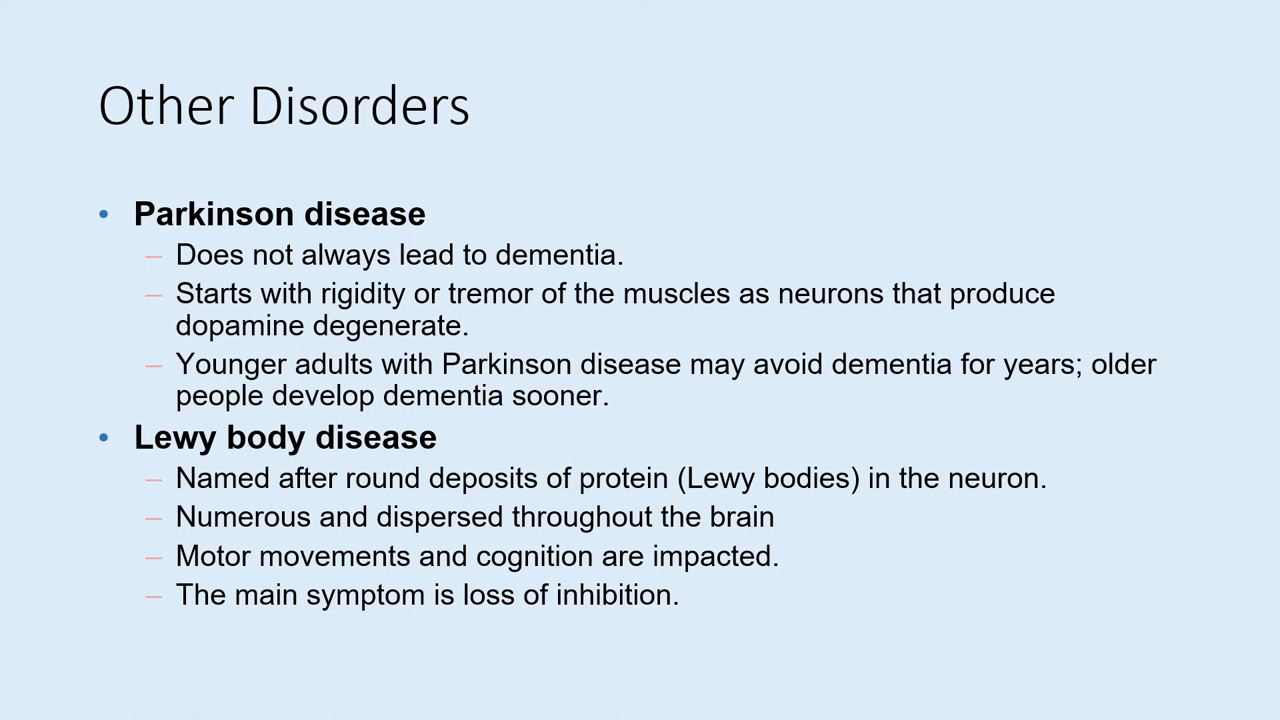 Other Disorders
• Parkinson disease
– Does not always lead to dementia.
– Starts with rigidity or tremor of the muscles as neurons that produce
dopamine degenerate.
– Younger adults with Parkinson disease may avoid dementia for years; older
people develop dementia sooner.
• Lewy body disease
– Named after round deposits of protein (Lewy bodies) in the neuron.
– Numerous and dispersed throughout the brain
– Motor movements and cognition are impacted.
– The main symptom is loss of inhibition.